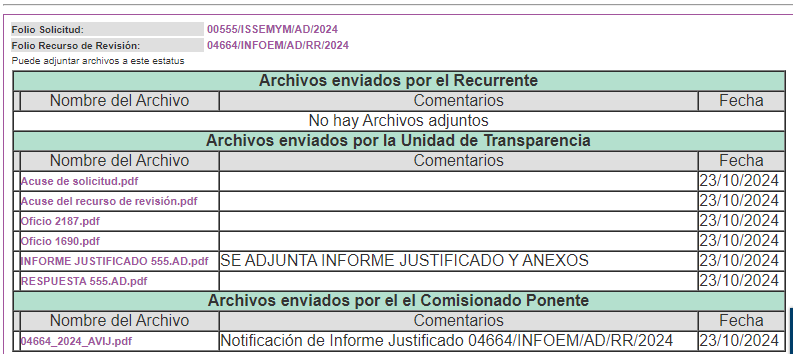 Folio Solicitud: 00555/ISSEMYM/AD/2024
Folio Recurso de Revisión: 04664/INFOEM/AD/RR/2024
Puede adjuntar archivos a este estatus
Archivos enviados por el Recurrente
Nombre del Archivo Comentarios Fecha
No hay Archivos adjuntos
Archivos enviados por la Unidad de Transparencia
Nombre del Archivo Comentarios Fecha
Acuse de solicitud.pdf 23/10/2024
Acuse del recurso de revisión.pdf 23/10/2024
Oficio 2187.pdf 23/10/2024
Oficio 1690.pdf 23/10/2024
INFORME JUSTIFICADO 555.AD.pdf SE ADJUNTA INFORME JUSTIFICADO Y ANEXOS 23/10/2024
RESPUESTA 555.AD.pdf 23/10/2024
Archivos enviados por el el Comisionado Ponente
Nombre del Archivo Comentarios Fecha
04664_2024_AVIJ.pdf Notificación de Informe Justificado 04664/INFOEM/AD/RR/2024 23/10/2024